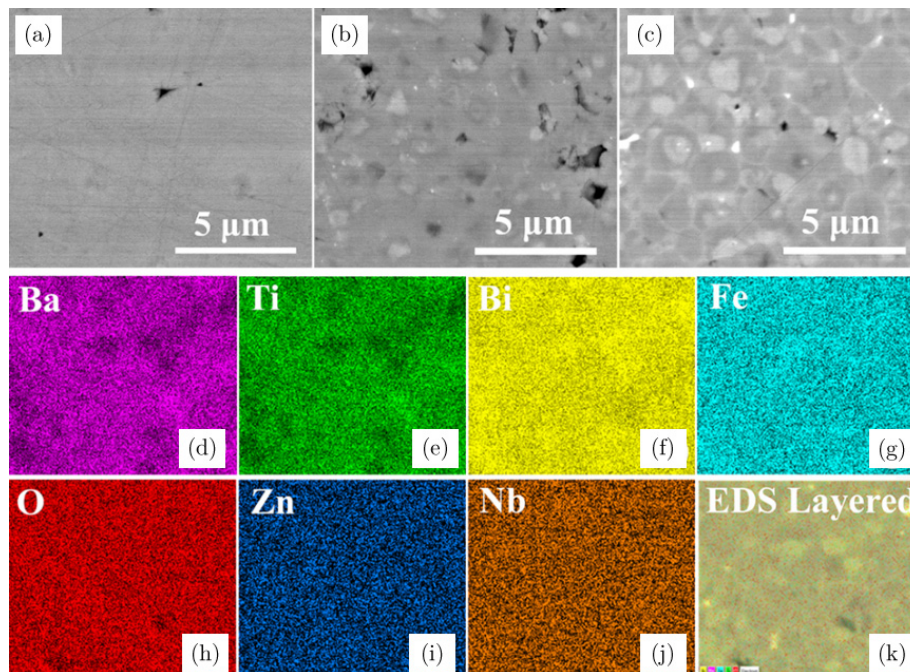 (a) (b) (c)
5 μm 5 μm 5 μm
Ba Ti Bi Fe
(d) (e) (f) (g)
O Zn Nb EDS Layered
(h) (i) (j) (k)